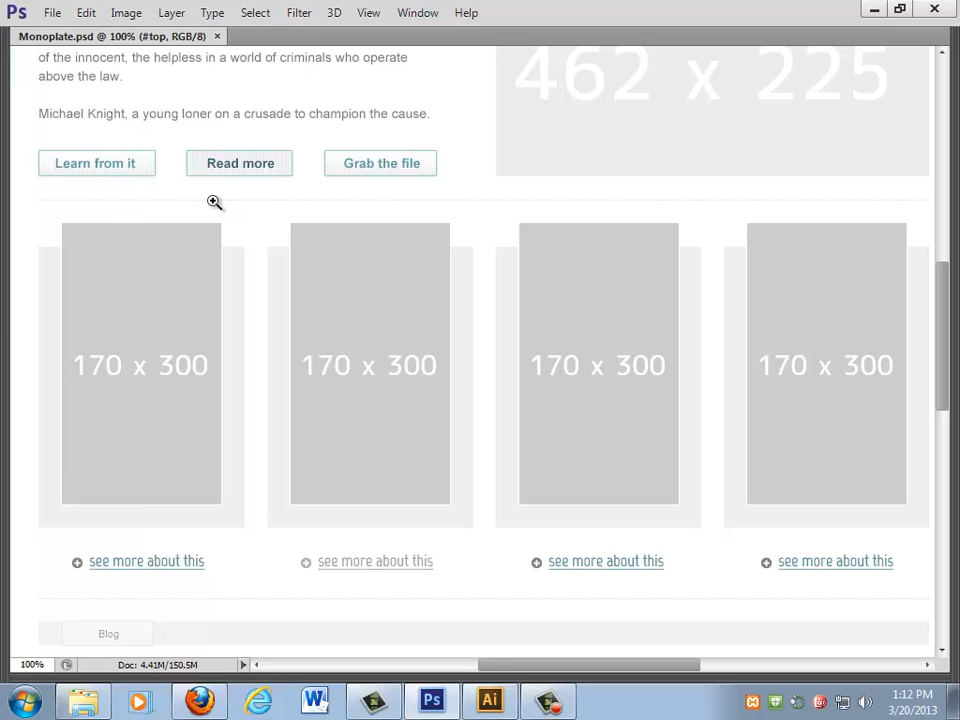 Ps File Edit Image Layer Type Select Filter 3D View Window Help
Monoplate.psd @ 100% (#top, RGB/8) ×
of the innocent, the helpless in a world of criminals who operate
above the law.
462 x 225
Michael Knight, a young loner on a crusade to champion the cause.
Learn from it Read more Grab the file
170 x 300 170 x 300 170 x 300 170 x 300
see more about this see more about this see more about this see more about this
Blog
100% Doc: 4.41M/150.5M
W Ps Ai
1:12 PM
3/20/2013